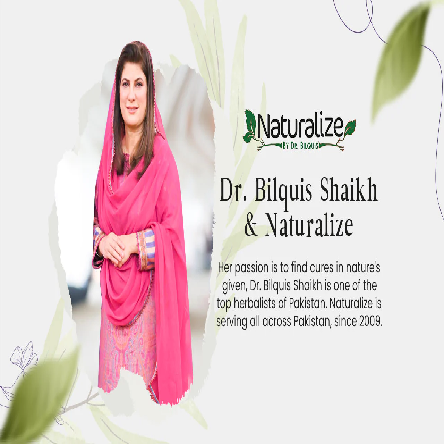 Naturalize
BY DR. BILQUIS
Dr. Bilquis Shaikh
& Naturalize
Her passion is to find cures in nature's
given, Dr. Bilquis Shaikh is one of the
top herbalists of Pakistan. Naturalize is
serving all across Pakistan, since 2009.